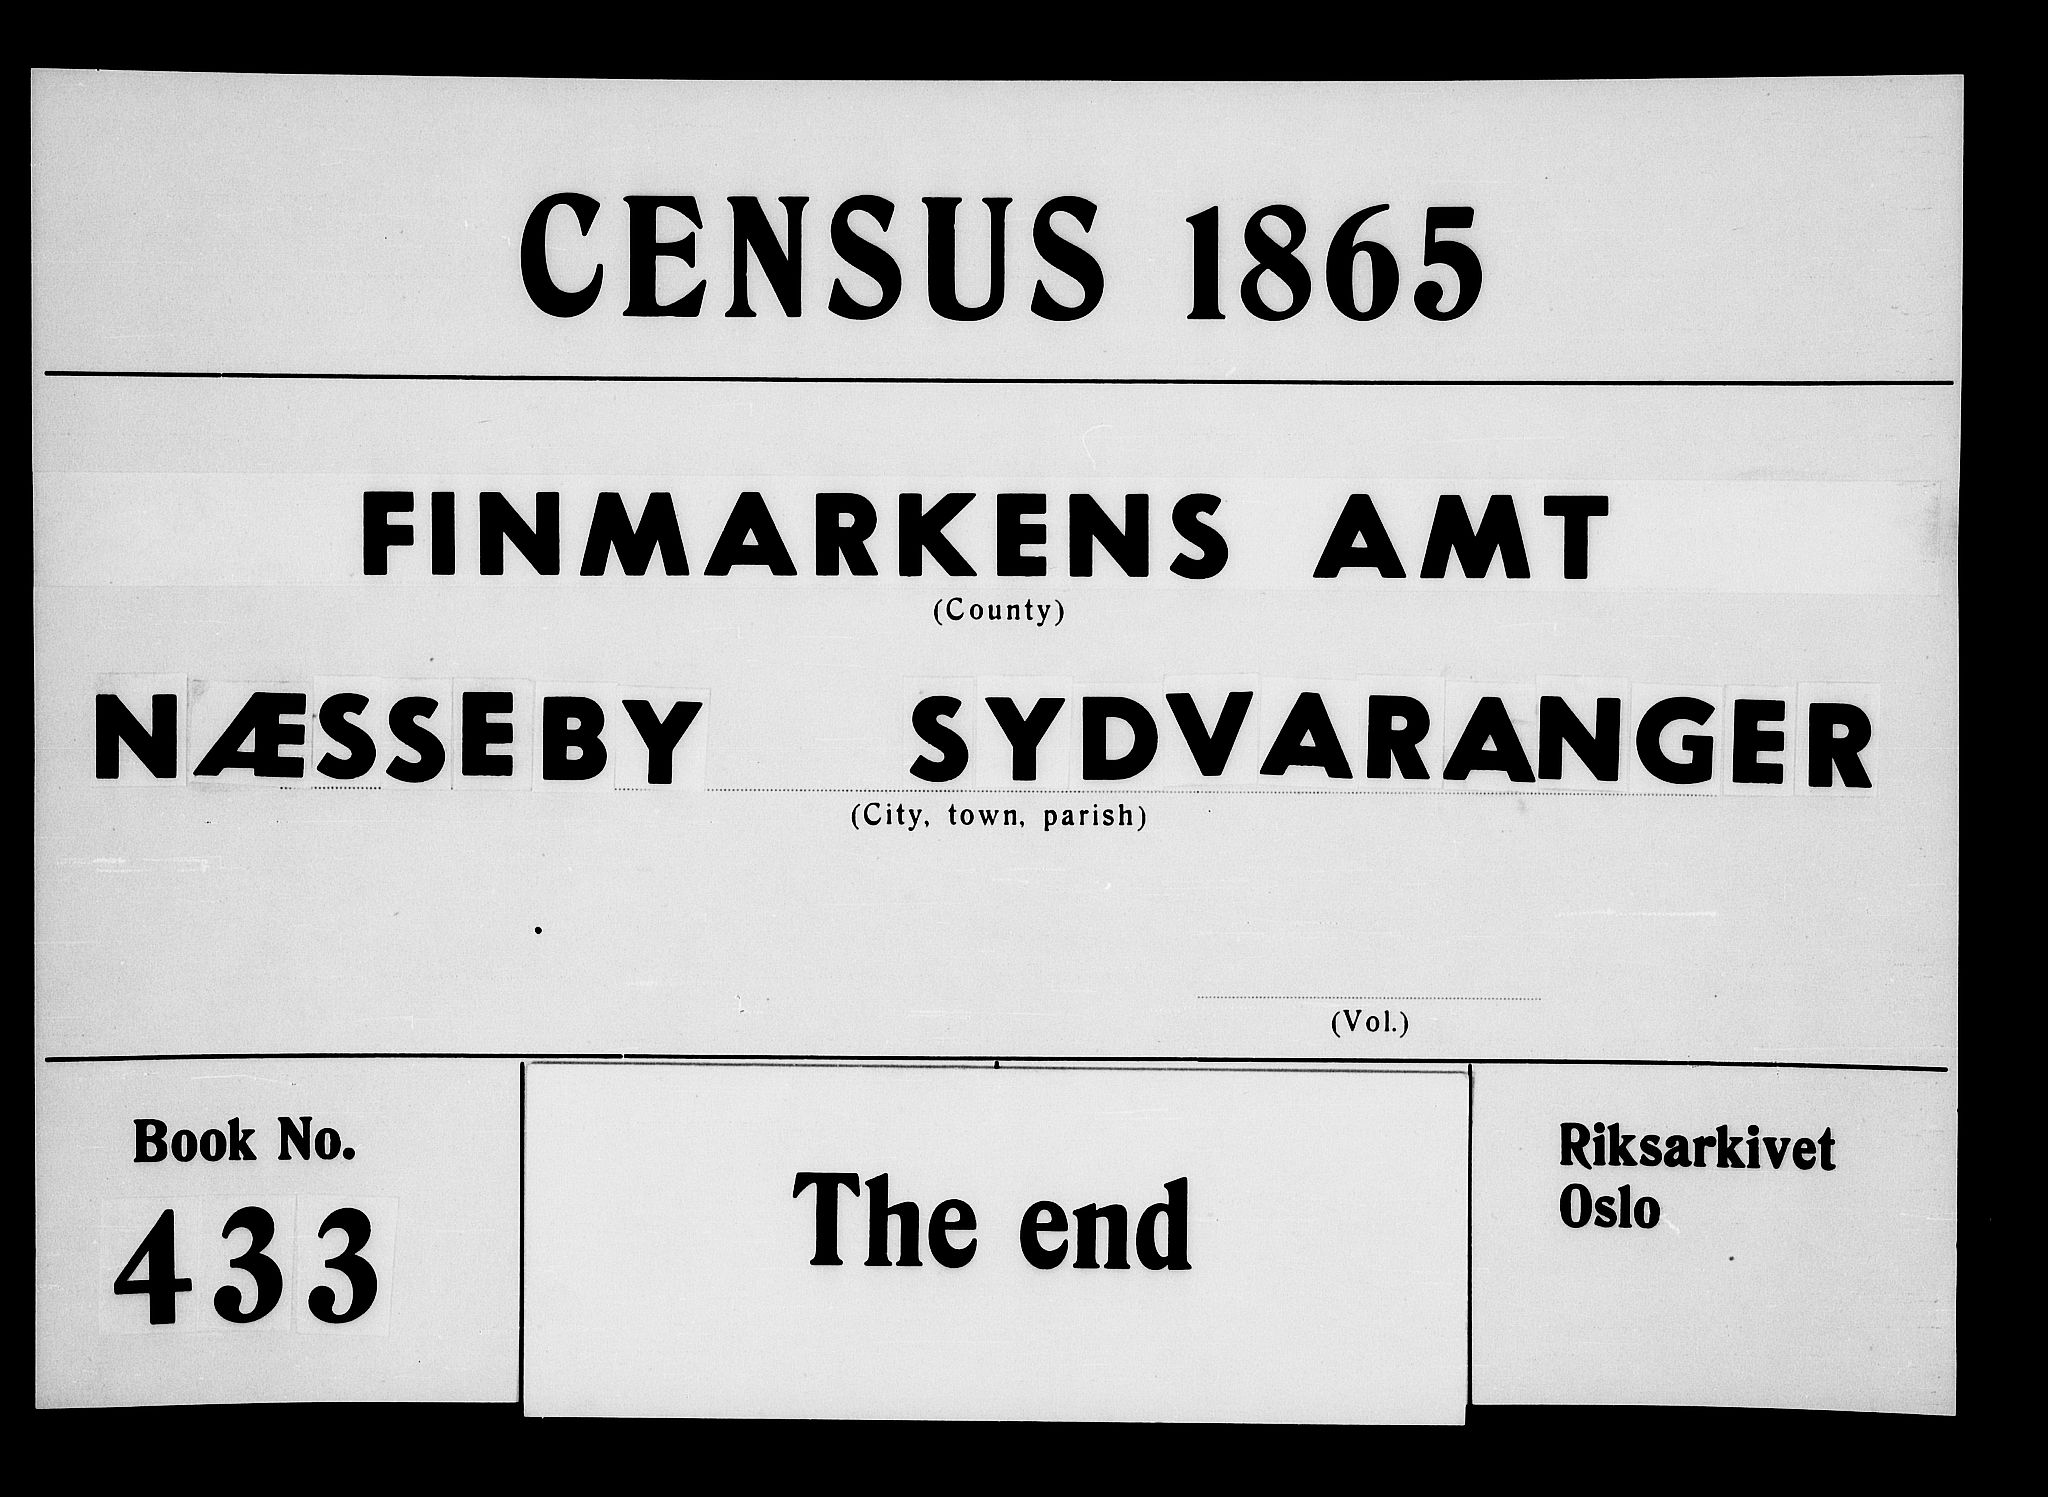 CENSUS 1865
FINMARKENS AMT
(County)
NÆSSEBY SYDVARANGER
(City, town, parish)
(Vol.)
Book No.
433
The end
Riksarkivet
Oslo